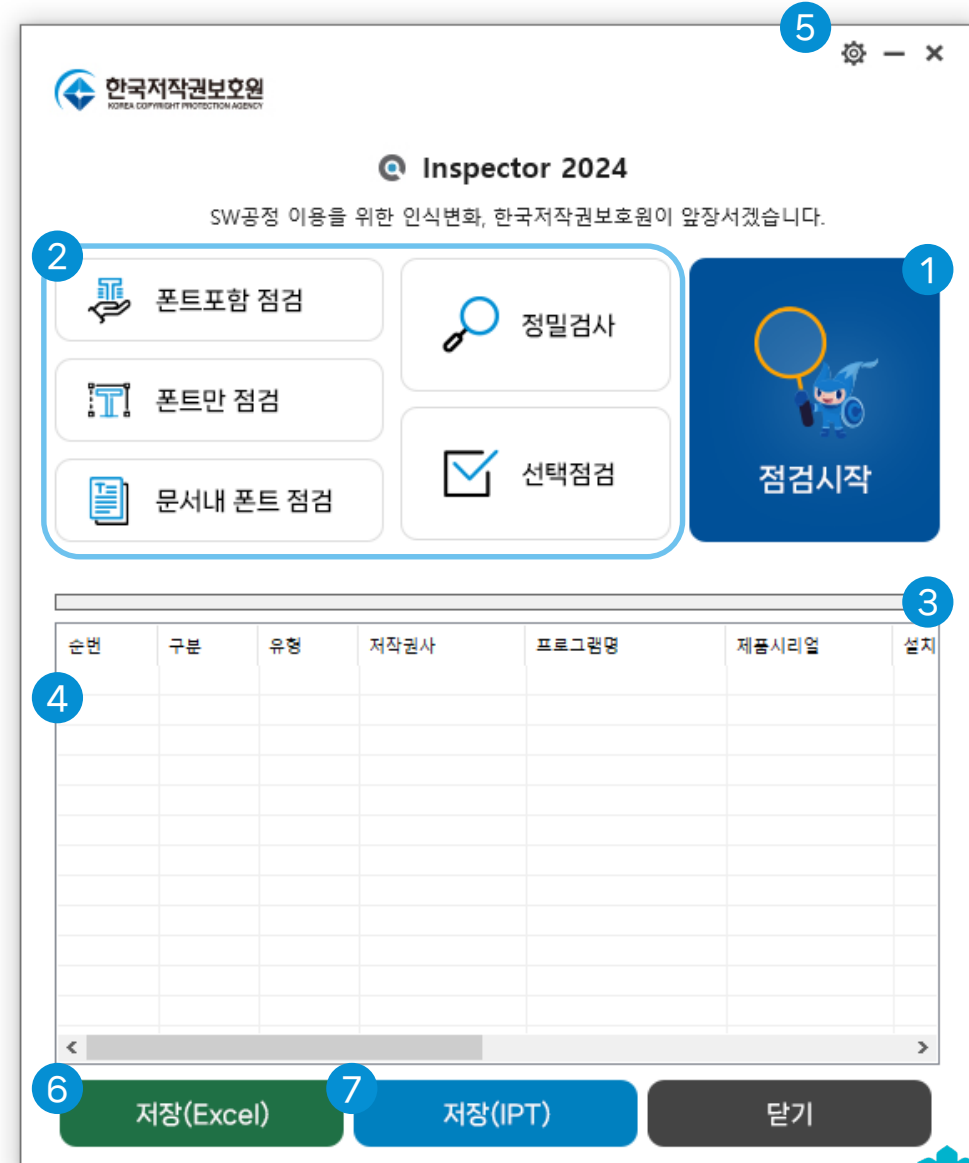 5
한국저작권보호원
KOREA COPYRIGHT PROTECTION AGENCY
Inspector 2024
SW공정 이용을 위한 인식변화, 한국저작권보호원이 앞장서겠습니다.
2
1
폰트포함 점검
정밀검사
폰트만 점검
선택점검
점검시작
문서내 폰트 점검
3
순번 구분 유형 저작권사 프로그램명 제품시리얼 설치
4
6
7
저장(Excel)
저장(IPT)
닫기